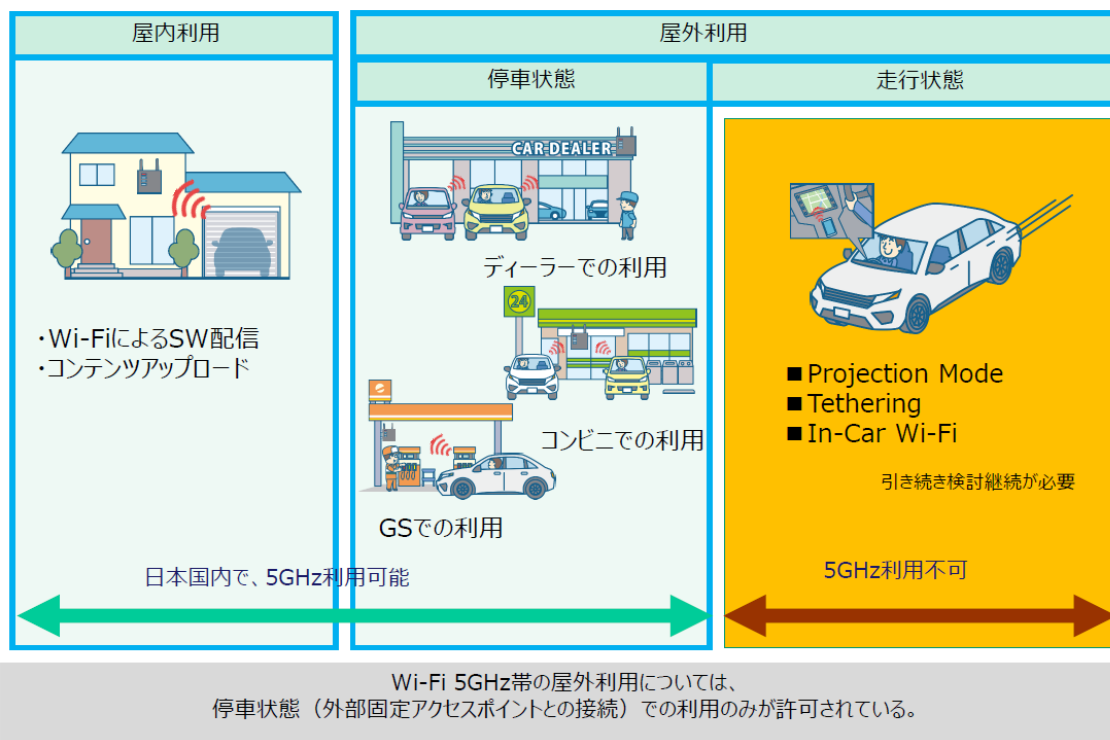 屋内利用
屋外利用
停車状態
走行状態
CAR DEALER
ディーラーでの利用
24
・Wi-FiによるSW配信
・コンテンツアップロード
コンビニでの利用
GSでの利用
■Projection Mode
■Tethering
■In-Car Wi-Fi
引き続き検討継続が必要
日本国内で、5GHz利用可能
5GHz利用不可
Wi-Fi 5GHz帯の屋外利用については、
停車状態（外部固定アクセスポイントとの接続）での利用のみが許可されている。